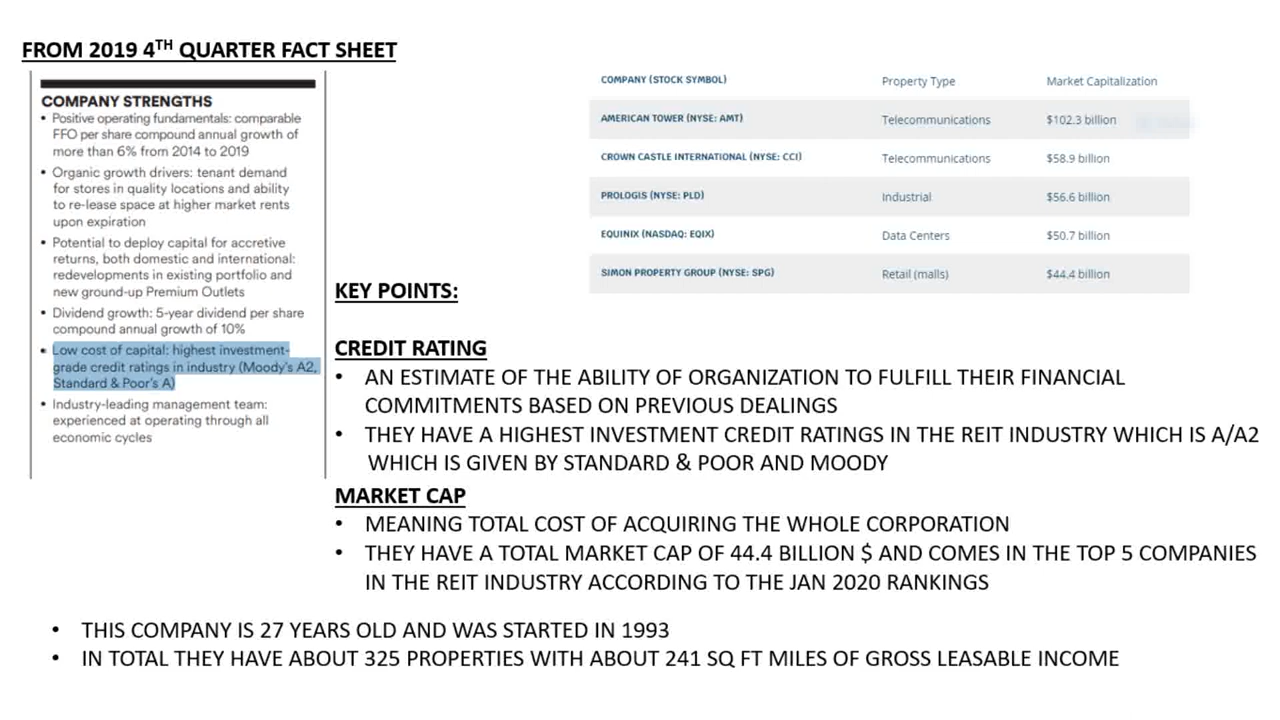 FROM 2019 4TH QUARTER FACT SHEET
COMPANY STRENGTHS
• Positive operating fundamentals: comparable
FFO per share compound annual growth of
more than 6% from 2014 to 2019
• Organic growth drivers: tenant demand
for stores in quality locations and ability
to re-lease space at higher market rents
upon expiration
• Potential to deploy capital for accretive
returns, both domestic and international:
redevelopments in existing portfolio and
new ground-up Premium Outlets
• Dividend growth: 5-year dividend per share
compound annual growth of 10%
• Low cost of capital: highest investment-
grade credit ratings in industry (Moody's A2,
Standard & Poor's A)
• Industry-leading management team:
experienced at operating through all
economic cycles
COMPANY (STOCK SYMBOL) Property Type Market Capitalization
AMERICAN TOWER (NYSE: AMT) Telecommunications $102.3 billion
CROWN CASTLE INTERNATIONAL (NYSE: CCI) Telecommunications $58.9 billion
PROLOGIS (NYSE: PLD) Industrial $56.6 billion
EQUINIX (NASDAQ: EQIX) Data Centers $50.7 billion
SIMON PROPERTY GROUP (NYSE: SPG) Retail (malls) $44.4 billion
KEY POINTS:
CREDIT RATING
• AN ESTIMATE OF THE ABILITY OF ORGANIZATION TO FULFILL THEIR FINANCIAL
COMMITMENTS BASED ON PREVIOUS DEALINGS
• THEY HAVE A HIGHEST INVESTMENT CREDIT RATINGS IN THE REIT INDUSTRY WHICH IS A/A2
WHICH IS GIVEN BY STANDARD & POOR AND MOODY
MARKET CAP
• MEANING TOTAL COST OF ACQUIRING THE WHOLE CORPORATION
• THEY HAVE A TOTAL MARKET CAP OF 44.4 BILLION $ AND COMES IN THE TOP 5 COMPANIES
IN THE REIT INDUSTRY ACCORDING TO THE JAN 2020 RANKINGS
• THIS COMPANY IS 27 YEARS OLD AND WAS STARTED IN 1993
• IN TOTAL THEY HAVE ABOUT 325 PROPERTIES WITH ABOUT 241 SQ FT MILES OF GROSS LEASABLE INCOME